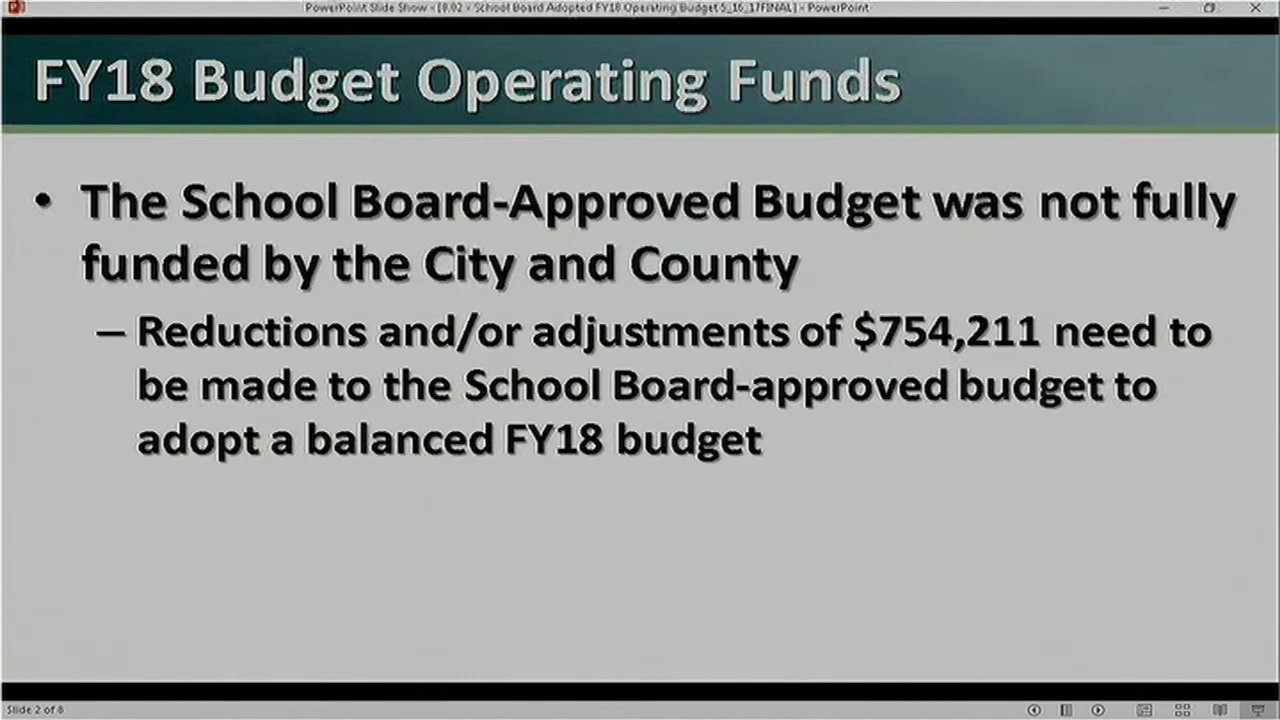 PowerPoint Slide Show - [8.02 - School Board Adopted FY18 Operating Budget 5_16_17FINAL] - PowerPoint
FY18 Budget Operating Funds
• The School Board-Approved Budget was not fully
funded by the City and County
– Reductions and/or adjustments of $754,211 need to
be made to the School Board-approved budget to
adopt a balanced FY18 budget
Slide 2 of 8